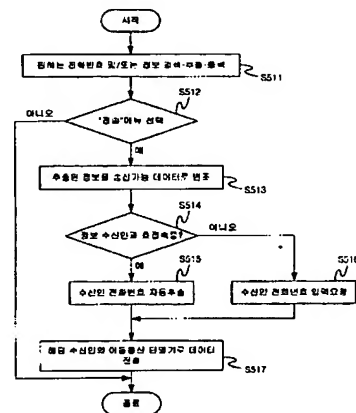 시작
원하는 전화번호 및/또는 정보 검색·추출·출력
S511
S512
"전송"메뉴 선택
아니오
예
추출된 정보를 송신가능 데이터로 변조
S513
S514
정보 수신인과 호접속중?
아니오
예
S515
S516
수신인 전화번호 자동추출
수신인 전화번호 입력요청
해당 수신인의 이동통신 단말기로 데이터
전송
S517
종료